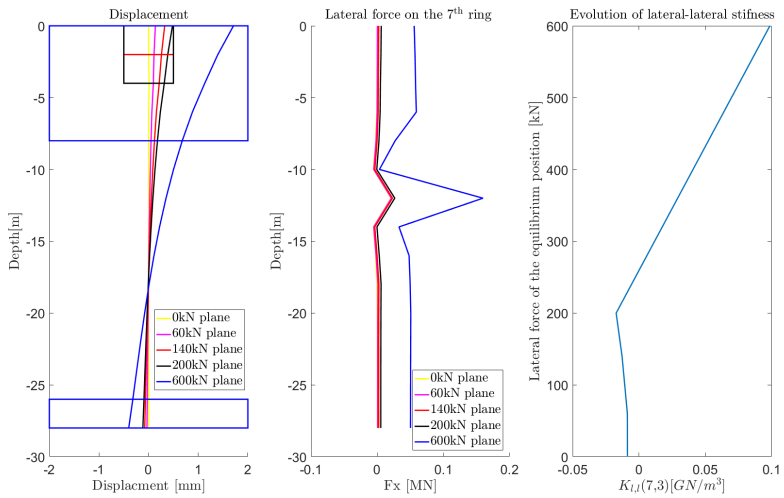 Displacement
0
-5
-10
-15
-20
-25
-30
Depth[m]
-2
-1
0
1
2
Displacment [mm]
0kN plane
60kN plane
140kN plane
200kN plane
600kN plane
Lateral force on the 7th ring
0
-5
-10
-15
-20
-25
-30
Depth[m]
-0.1
0
0.1
0.2
Fx [MN]
0kN plane
60kN plane
140kN plane
200kN plane
600kN plane
Evolution of lateral-lateral stifness
600
500
400
300
200
100
0
Lateral force of the equilibrium position [kN]
-0.05
0
0.05
0.1
K_{l,l}(7,3)[GN/m^3]